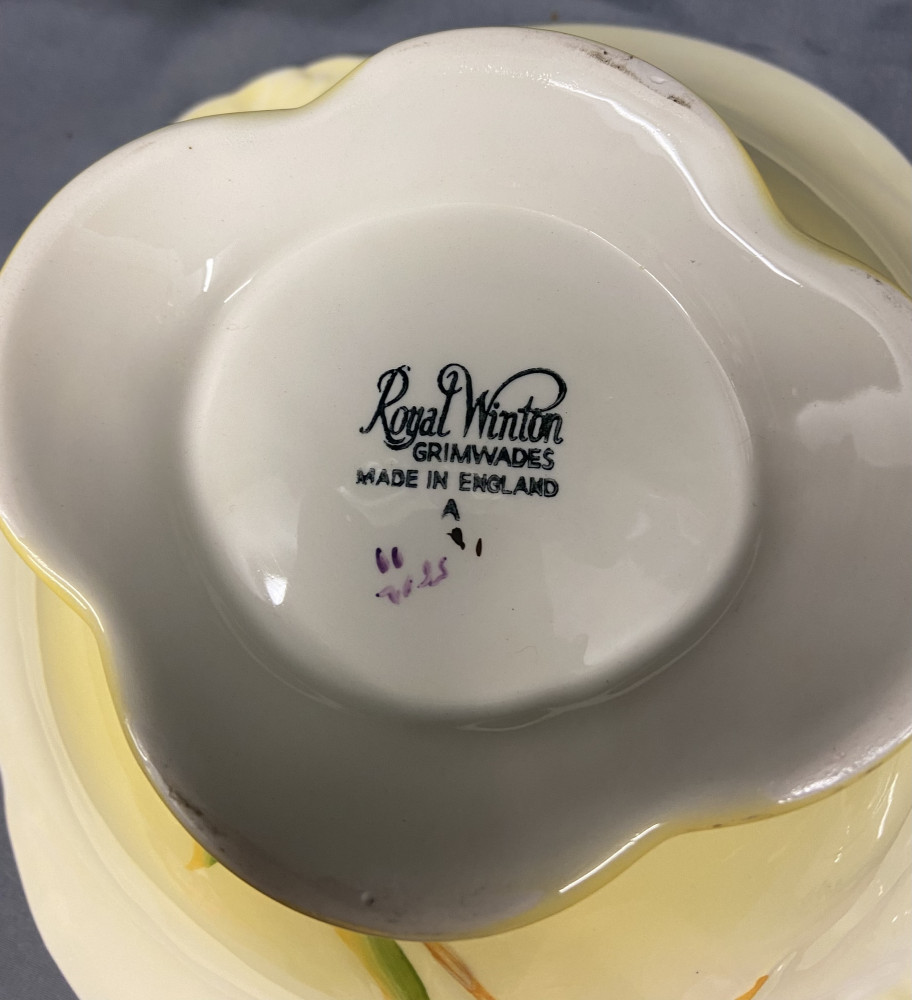 Royal Winton
GRIMWADES
MADE IN ENGLAND
A